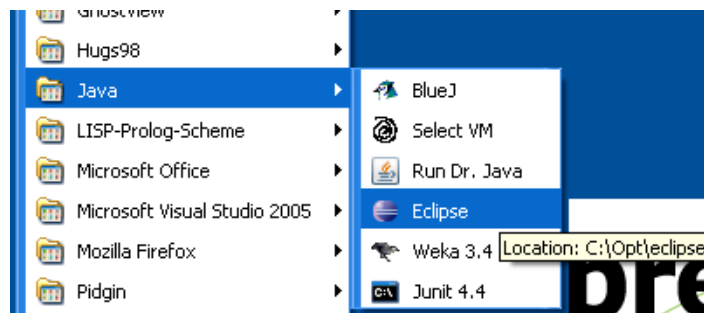 Ghostview
Hugs98
Java
LISP-Prolog-Scheme
Microsoft Office
Microsoft Visual Studio 2005
Mozilla Firefox
Pidgin
BlueJ
Select VM
Run Dr. Java
Eclipse
Weka 3.4
Junit 4.4
Location: C:\Opt\eclipse